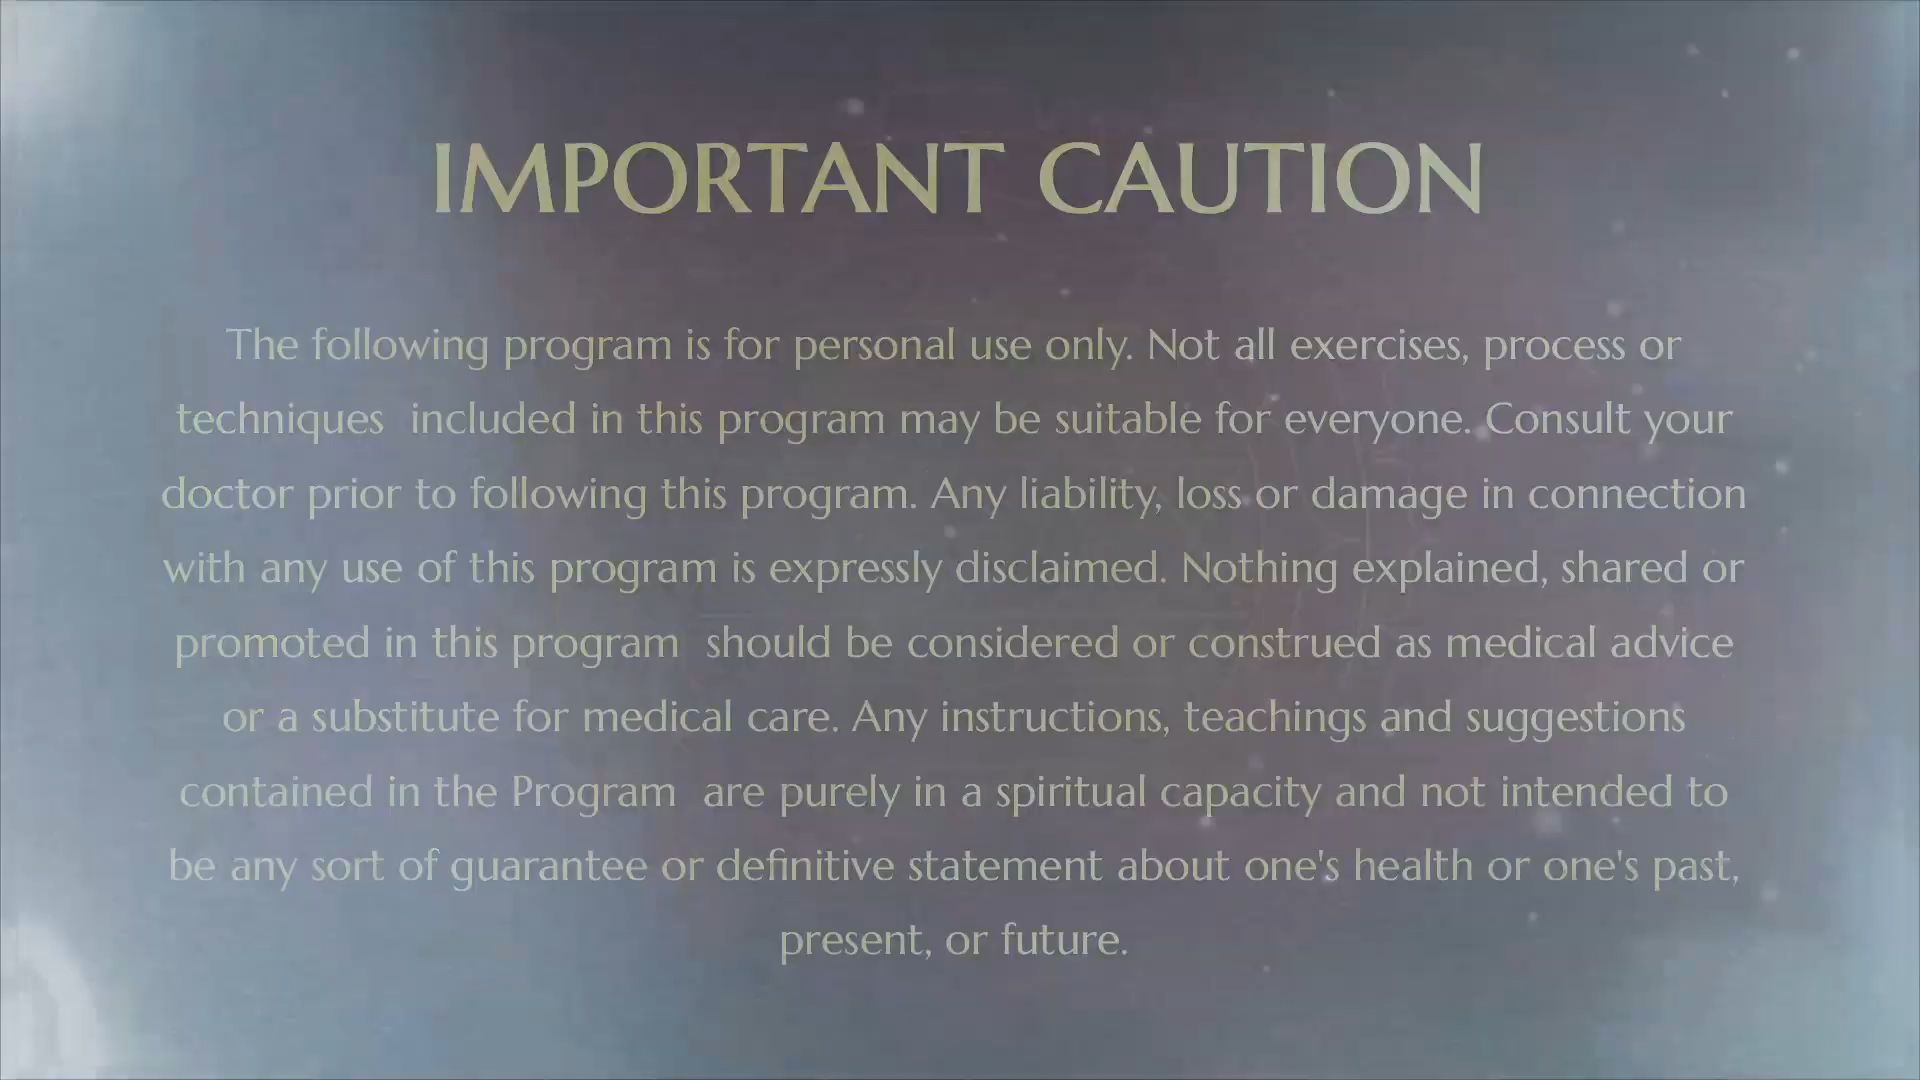 IMPORTANT CAUTION
The following program is for personal use only. Not all exercises, process or
techniques  included in this program may be suitable for everyone. Consult your
doctor prior to following this program. Any liability, loss or damage in connection
with any use of this program is expressly disclaimed. Nothing explained, shared or
promoted in this program  should be considered or construed as medical advice
or a substitute for medical care. Any instructions, teachings and suggestions
contained in the Program  are purely in a spiritual capacity and not intended to
be any sort of guarantee or definitive statement about one's health or one's past,
present, or future.